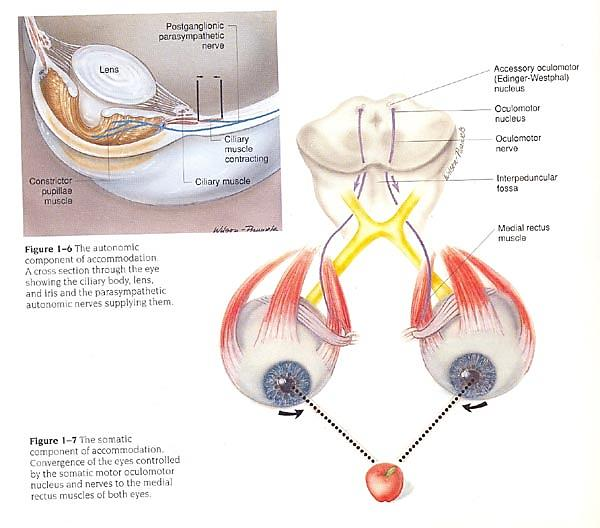 Postganglionic
parasympathetic
nerve
Lens
Ciliary
muscle
contracting
Constrictor
pupillae
muscle
Ciliary muscle
Wilson-Pauwels
Figure 1–6 The autonomic
component of accommodation.
A cross section through the eye
showing the ciliary body, lens,
and iris and the parasympathetic
autonomic nerves supplying them.
Accessory oculomotor
(Edinger-Westphal)
nucleus
Oculomotor
nucleus
Oculomotor
nerve
Wilson-Pauwels
Interpeduncular
fossa
Medial rectus
muscle
Figure 1–7 The somatic
component of accommodation.
Convergence of the eyes controlled
by the somatic motor oculomotor
nucleus and nerves to the medial
rectus muscles of both eyes.